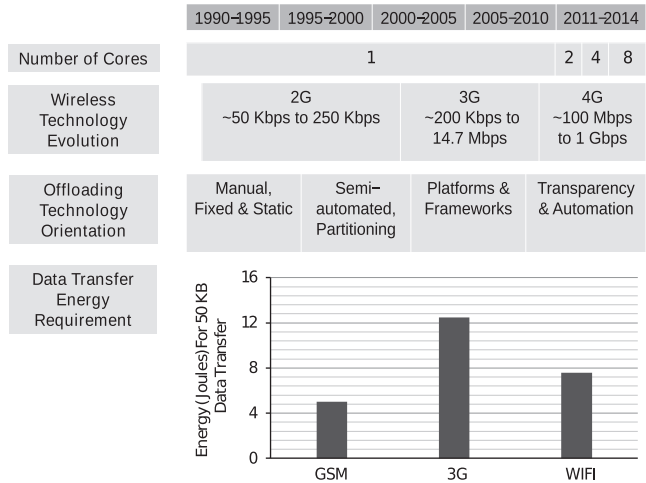 1990–1995 1995–2000 2000–2005 2005–2010 2011–2014
Number of Cores
1 2 4 8
Wireless
Technology
Evolution
2G
~50 Kbps to 250 Kbps
3G
~200 Kbps to
14.7 Mbps
4G
~100 Mbps
to 1 Gbps
Offloading
Technology
Orientation
Manual,
Fixed & Static
Semi–
automated,
Partitioning
Platforms &
Frameworks
Transparency
& Automation
Data Transfer
Energy
Requirement
Energy (Joules)For 50 KB
Data Transfer
16
12
8
4
0
GSM 3G WIFI